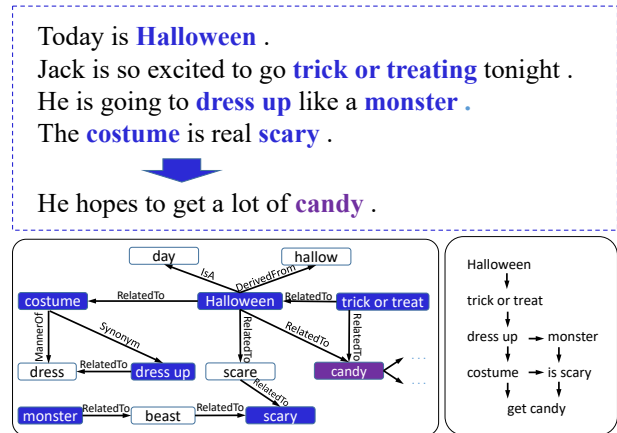 Today is Halloween .
Jack is so excited to go trick or treating tonight .
He is going to dress up like a monster .
The costume is real scary .
He hopes to get a lot of candy .
day
hallow
IsA
DerivedFrom
costume
RelatedTo
Halloween
RelatedTo
trick or treat
MannerOf
Synonym
RelatedTo
RelatedTo
RelatedTo
dress
RelatedTo
dress up
scare
candy
...
...
RelatedTo
monster
RelatedTo
beast
RelatedTo
scary
Halloween
trick or treat
dress up
monster
costume
is scary
get candy